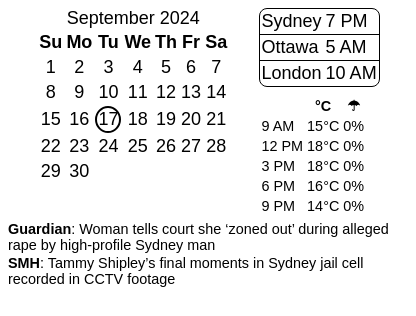 September 2024
Su Mo Tu We Th Fr Sa
1 2 3 4 5 6 7
8 9 10 11 12 13 14
15 16 17 18 19 20 21
22 23 24 25 26 27 28
29 30
Sydney 7 PM
Ottawa 5 AM
London 10 AM
°C ☂
9 AM 15°C 0%
12 PM 18°C 0%
3 PM 18°C 0%
6 PM 16°C 0%
9 PM 14°C 0%
Guardian: Woman tells court she ‘zoned out’ during alleged
rape by high-profile Sydney man
SMH: Tammy Shipley’s final moments in Sydney jail cell
recorded in CCTV footage